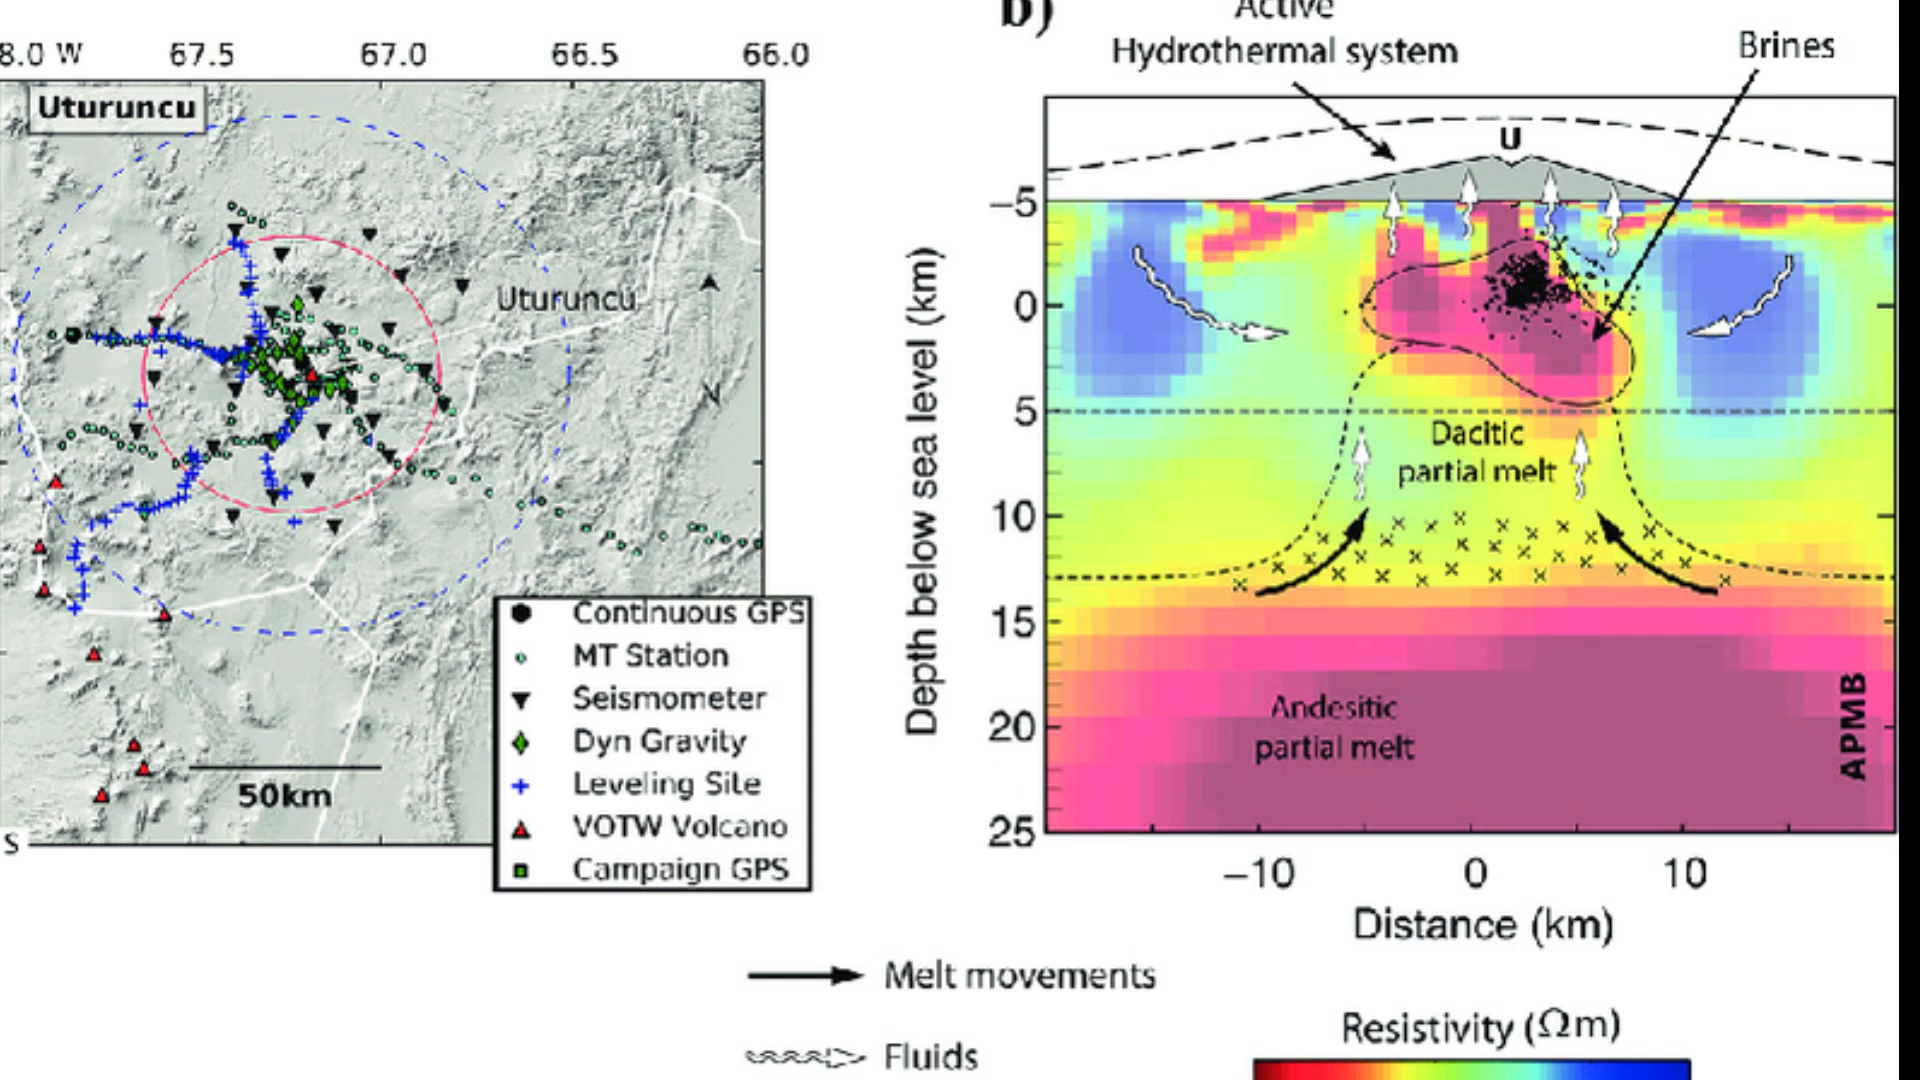 8.0 W 67.5 67.0 66.5 66.0
Uturuncu
Uturuncu
N
50km
S
Continuous GPS
MT Station
Seismometer
Dyn Gravity
Leveling Site
VOTW Volcano
Campaign GPS
b)
Active
Hydrothermal system
Brines
U
Depth below sea level (km)
−5
0
5
10
15
20
25
Dacitic
partial melt
Andesitic
partial melt
APMB
−10 0 10
Distance (km)
Melt movements
Fluids
Resistivity (Ωm)